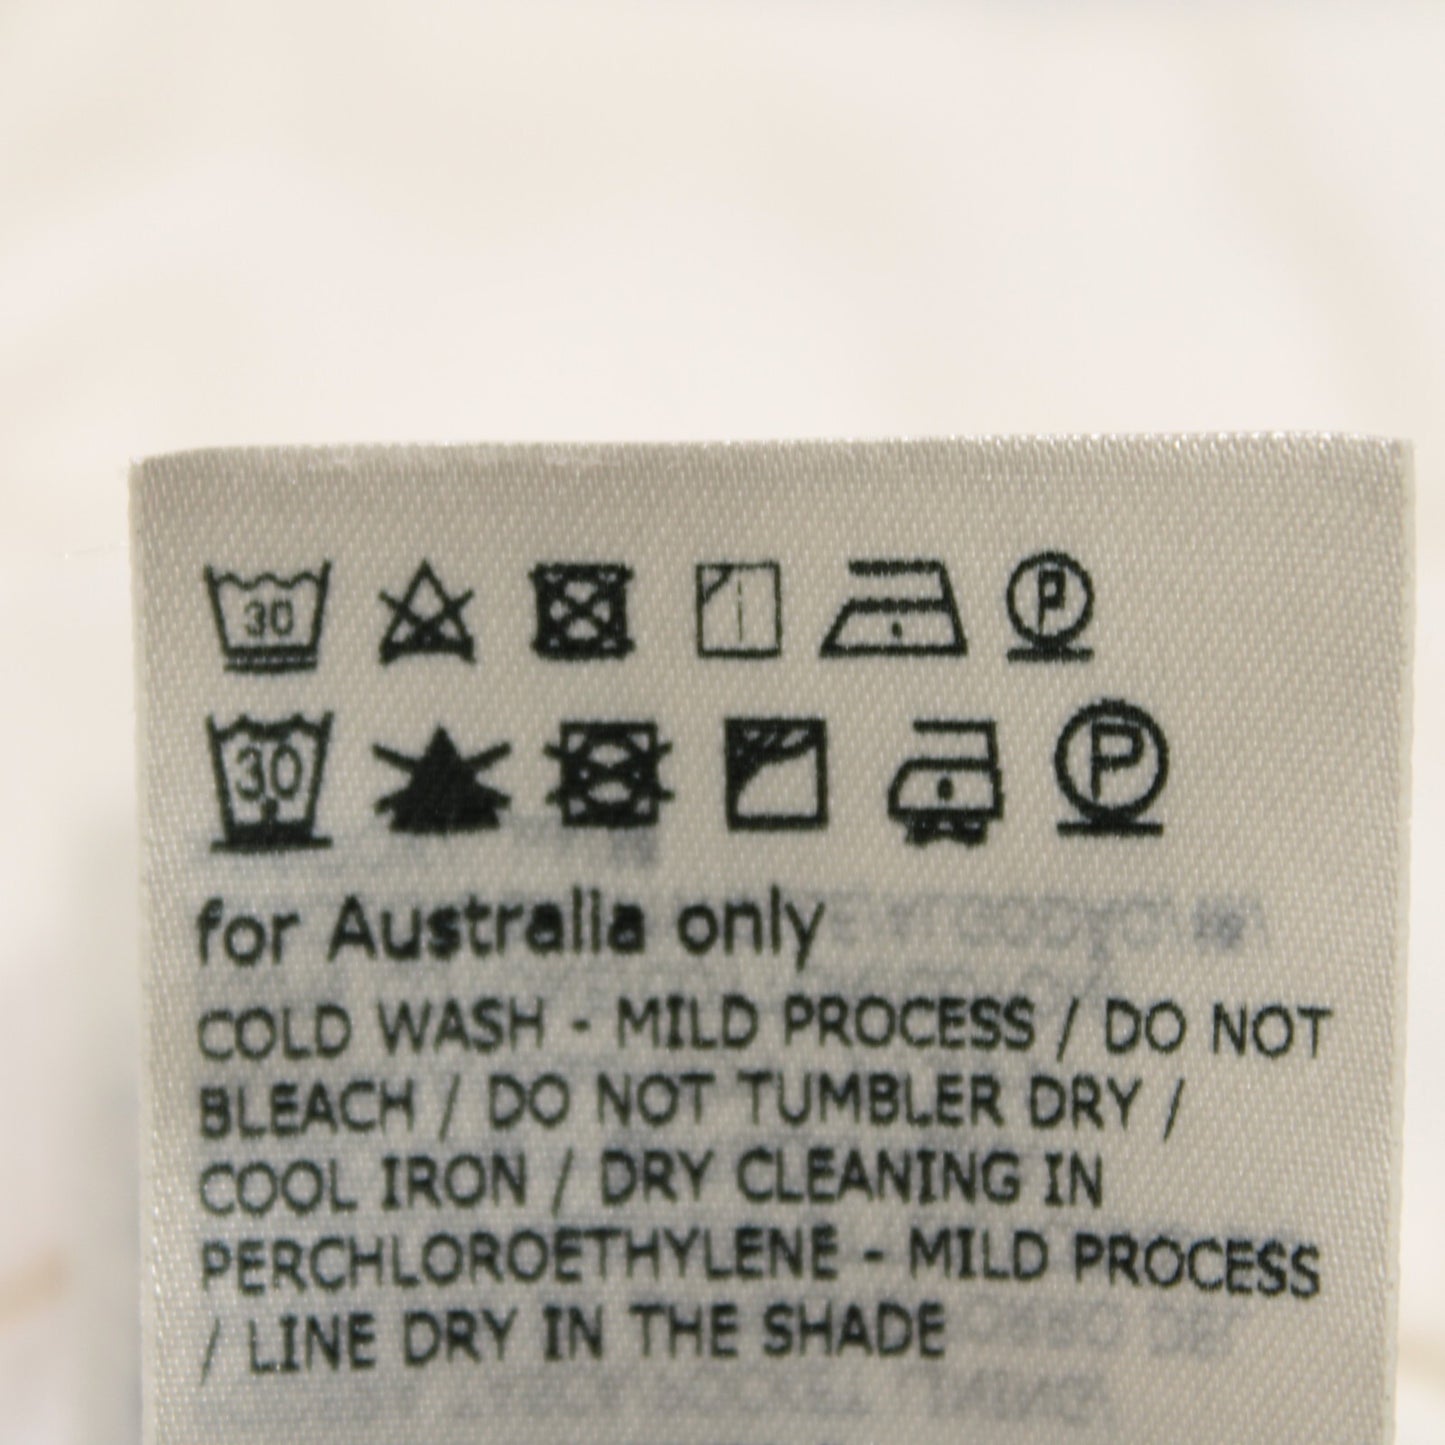 30 P
30 P
for Australia only
COLD WASH - MILD PROCESS / DO NOT
BLEACH / DO NOT TUMBLER DRY /
COOL IRON / DRY CLEANING IN
PERCHLOROETHYLENE - MILD PROCESS
/ LINE DRY IN THE SHADE